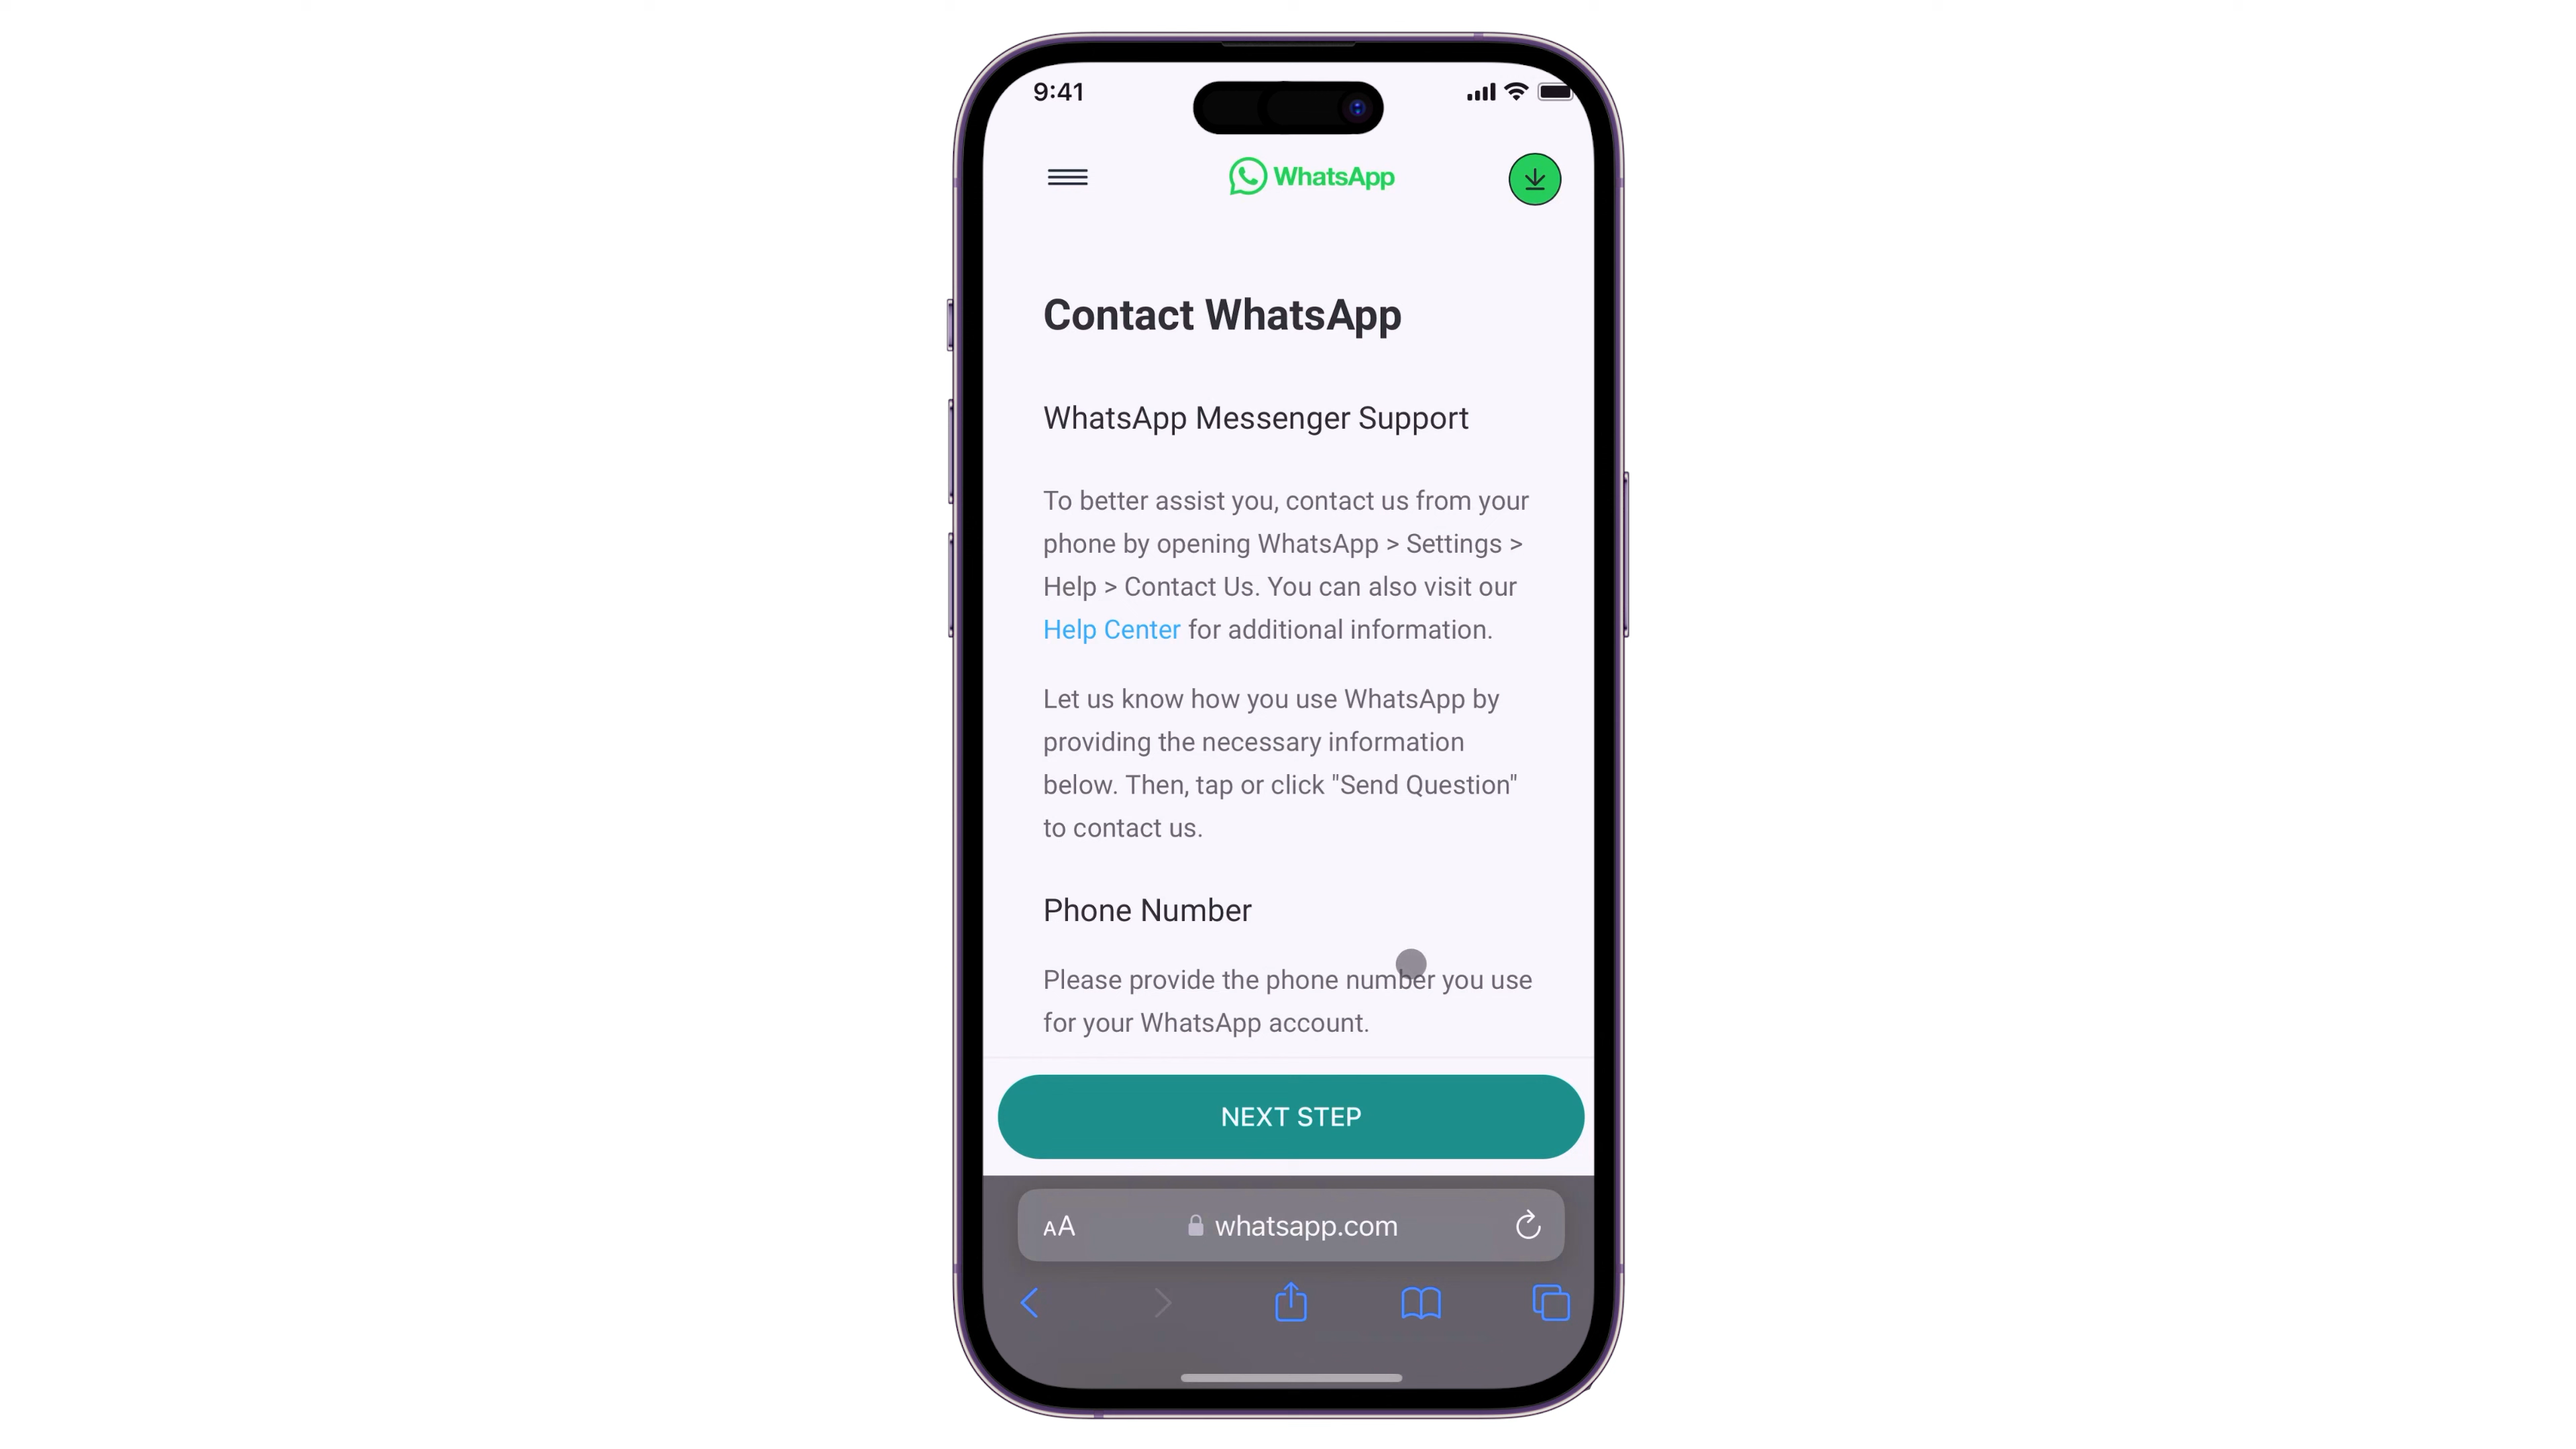 9:41
WhatsApp
Contact WhatsApp
WhatsApp Messenger Support
To better assist you, contact us from your
phone by opening WhatsApp > Settings >
Help > Contact Us. You can also visit our
Help Center for additional information.
Let us know how you use WhatsApp by
providing the necessary information
below. Then, tap or click "Send Question"
to contact us.
Phone Number
Please provide the phone number you use
for your WhatsApp account.
NEXT STEP
AA whatsapp.com